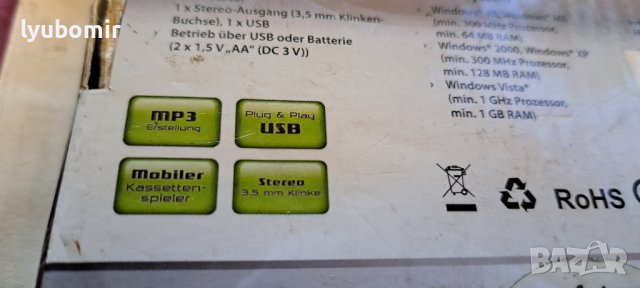 lyubomir
1 x Stereo-Ausgang (3,5 mm Klinken-
Buchse), 1 x USB
› Betrieb über USB oder Batterie
(2 x 1,5 V „AA“ (DC 3 V))
(min. 300 MHz Prozessor,
min. 64 MB RAM)
› Windows® 2000, Windows® XP
(min. 300 MHz Prozessor,
min. 128 MB RAM)
› Windows Vista®
(min. 1 GHz Prozessor,
min. 1 GB RAM)
MP3
Erstellung
Plug & Play
USB
Mobiler
Kassetten-
spieler
Stereo
3,5 mm Klinke
RoHS
BAZAR
bg